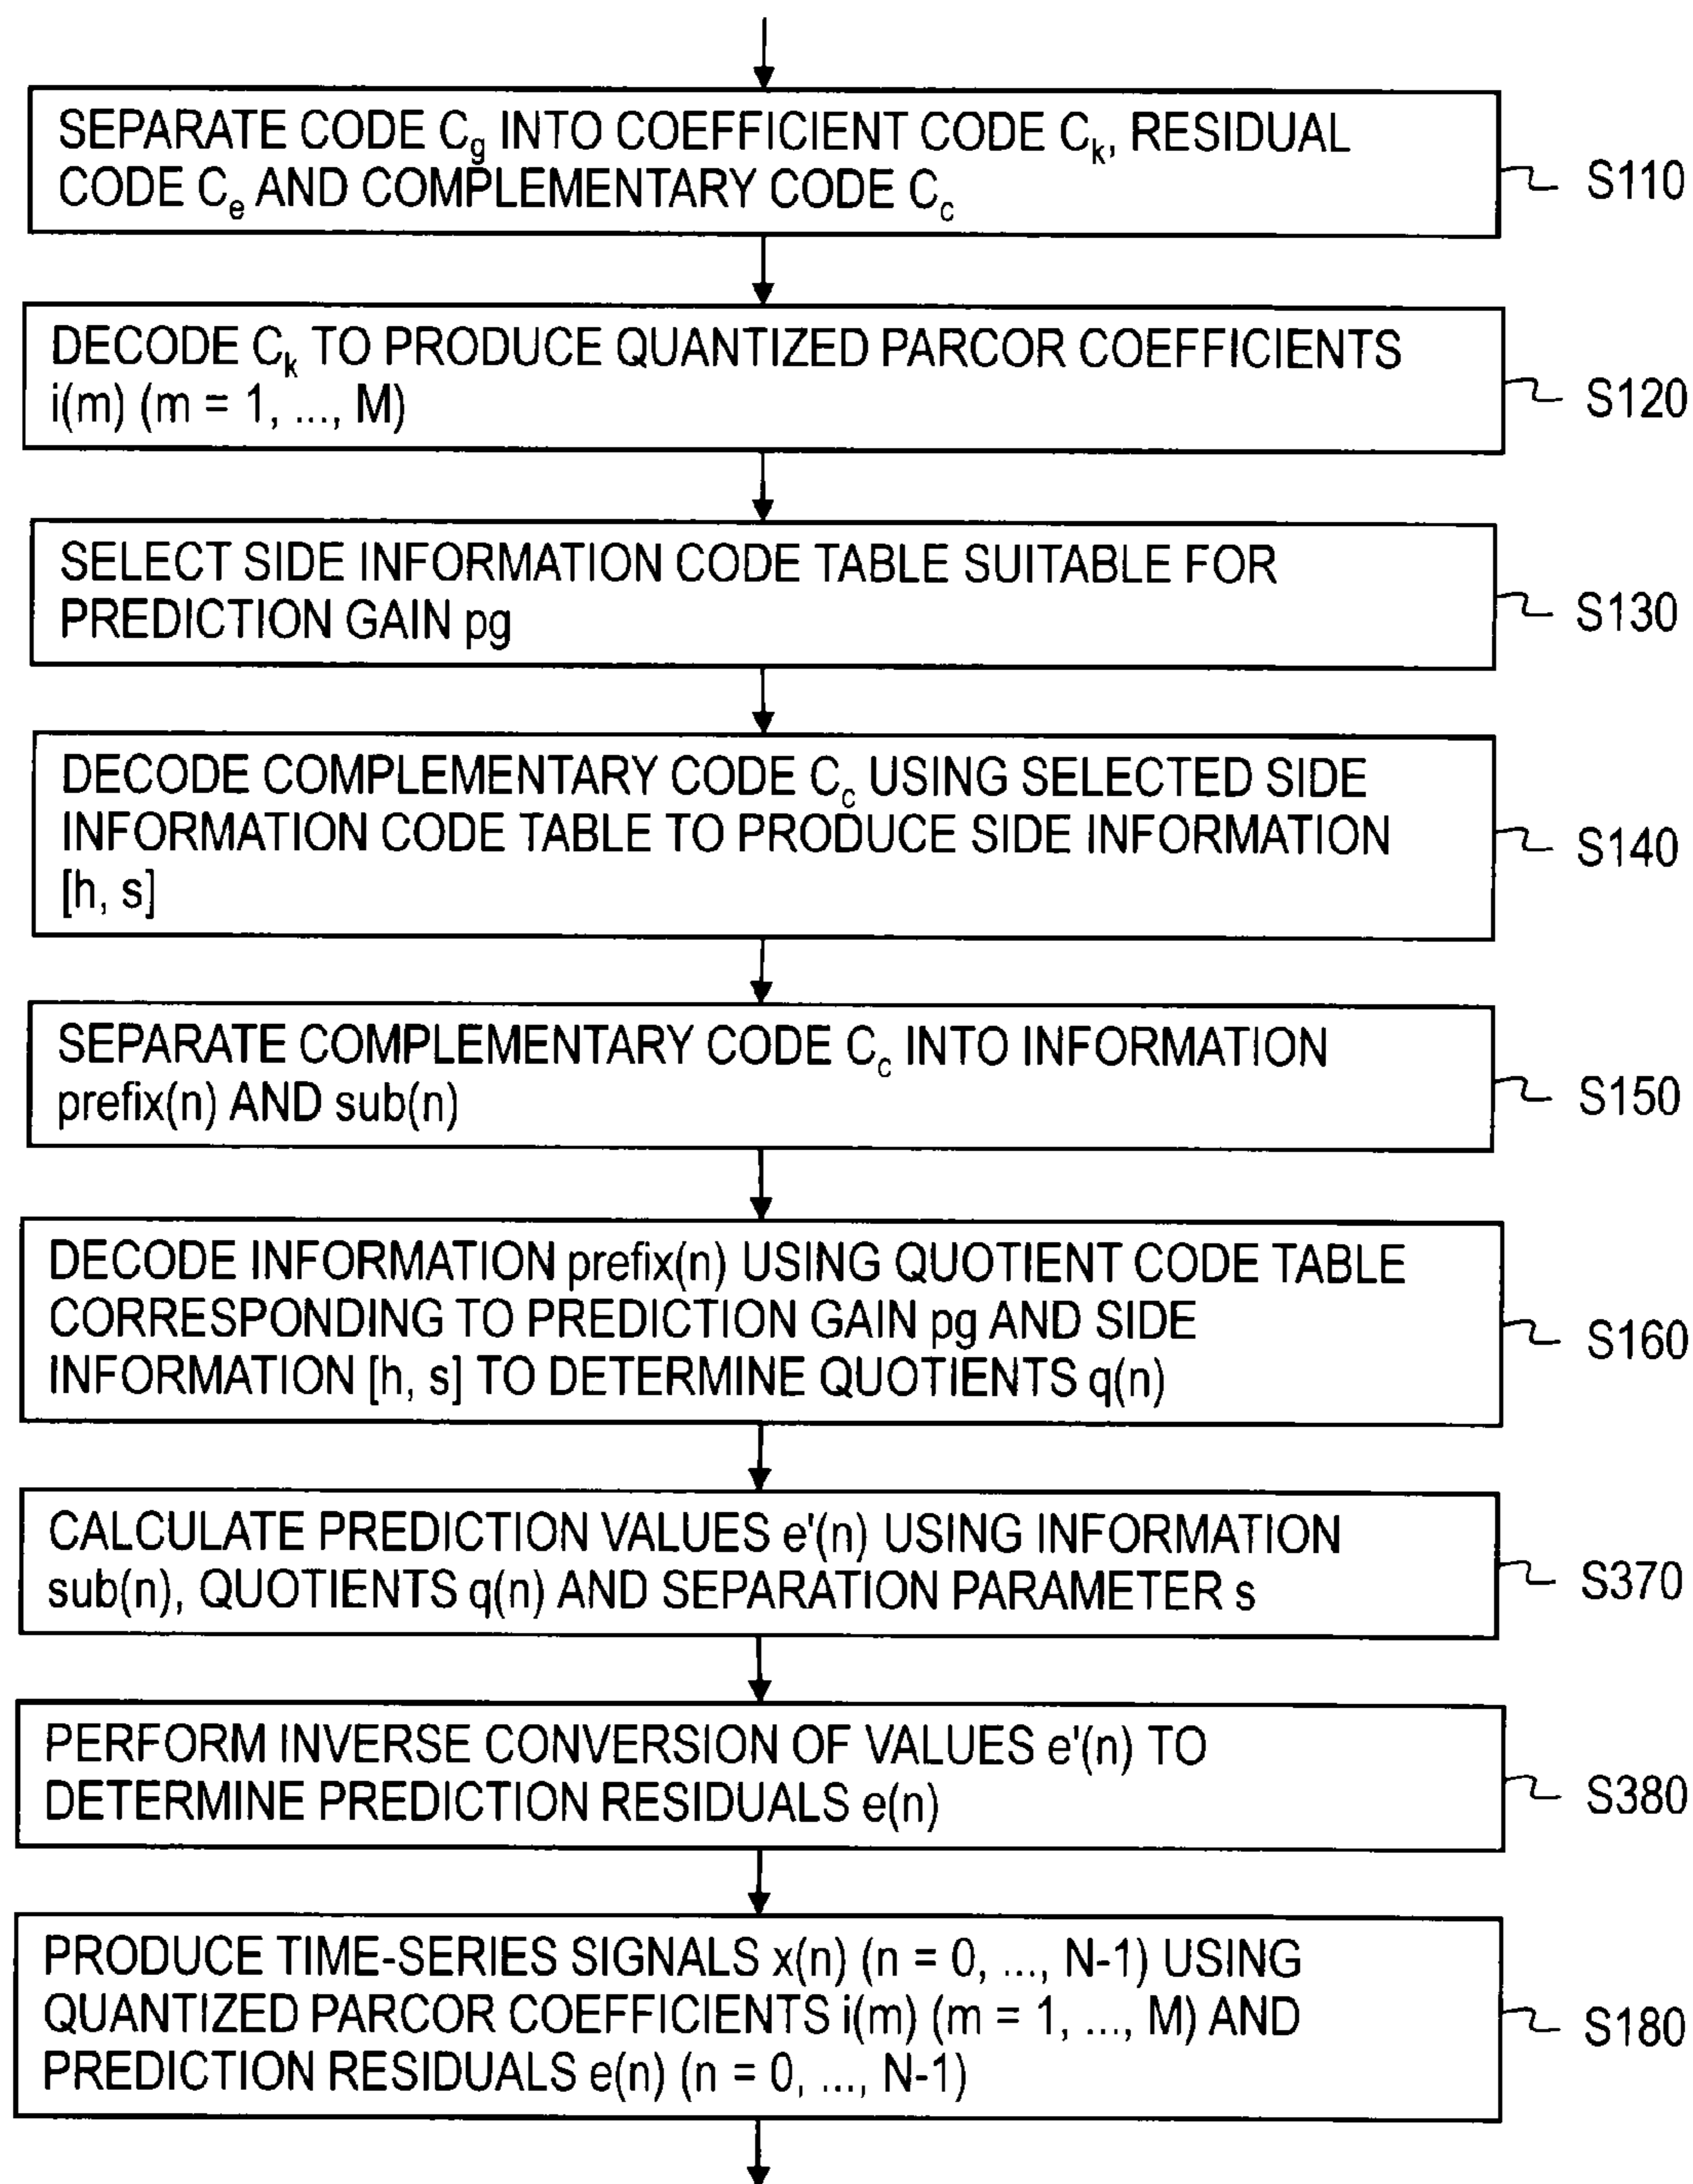 SEPARATE CODE Cg INTO COEFFICIENT CODE Ck, RESIDUAL
CODE Ce AND COMPLEMENTARY CODE Cc
S110
DECODE Ck TO PRODUCE QUANTIZED PARCOR COEFFICIENTS
i(m) (m = 1, ..., M)
S120
SELECT SIDE INFORMATION CODE TABLE SUITABLE FOR
PREDICTION GAIN pg
S130
DECODE COMPLEMENTARY CODE Cc USING SELECTED SIDE
INFORMATION CODE TABLE TO PRODUCE SIDE INFORMATION
[h, s]
S140
SEPARATE COMPLEMENTARY CODE Cc INTO INFORMATION
prefix(n) AND sub(n)
S150
DECODE INFORMATION prefix(n) USING QUOTIENT CODE TABLE
CORRESPONDING TO PREDICTION GAIN pg AND SIDE
INFORMATION [h, s] TO DETERMINE QUOTIENTS q(n)
S160
CALCULATE PREDICTION VALUES e'(n) USING INFORMATION
sub(n), QUOTIENTS q(n) AND SEPARATION PARAMETER s
S370
PERFORM INVERSE CONVERSION OF VALUES e'(n) TO
DETERMINE PREDICTION RESIDUALS e(n)
S380
PRODUCE TIME-SERIES SIGNALS x(n) (n = 0, ..., N-1) USING
QUANTIZED PARCOR COEFFICIENTS i(m) (m = 1, ..., M) AND
PREDICTION RESIDUALS e(n) (n = 0, ..., N-1)
S180